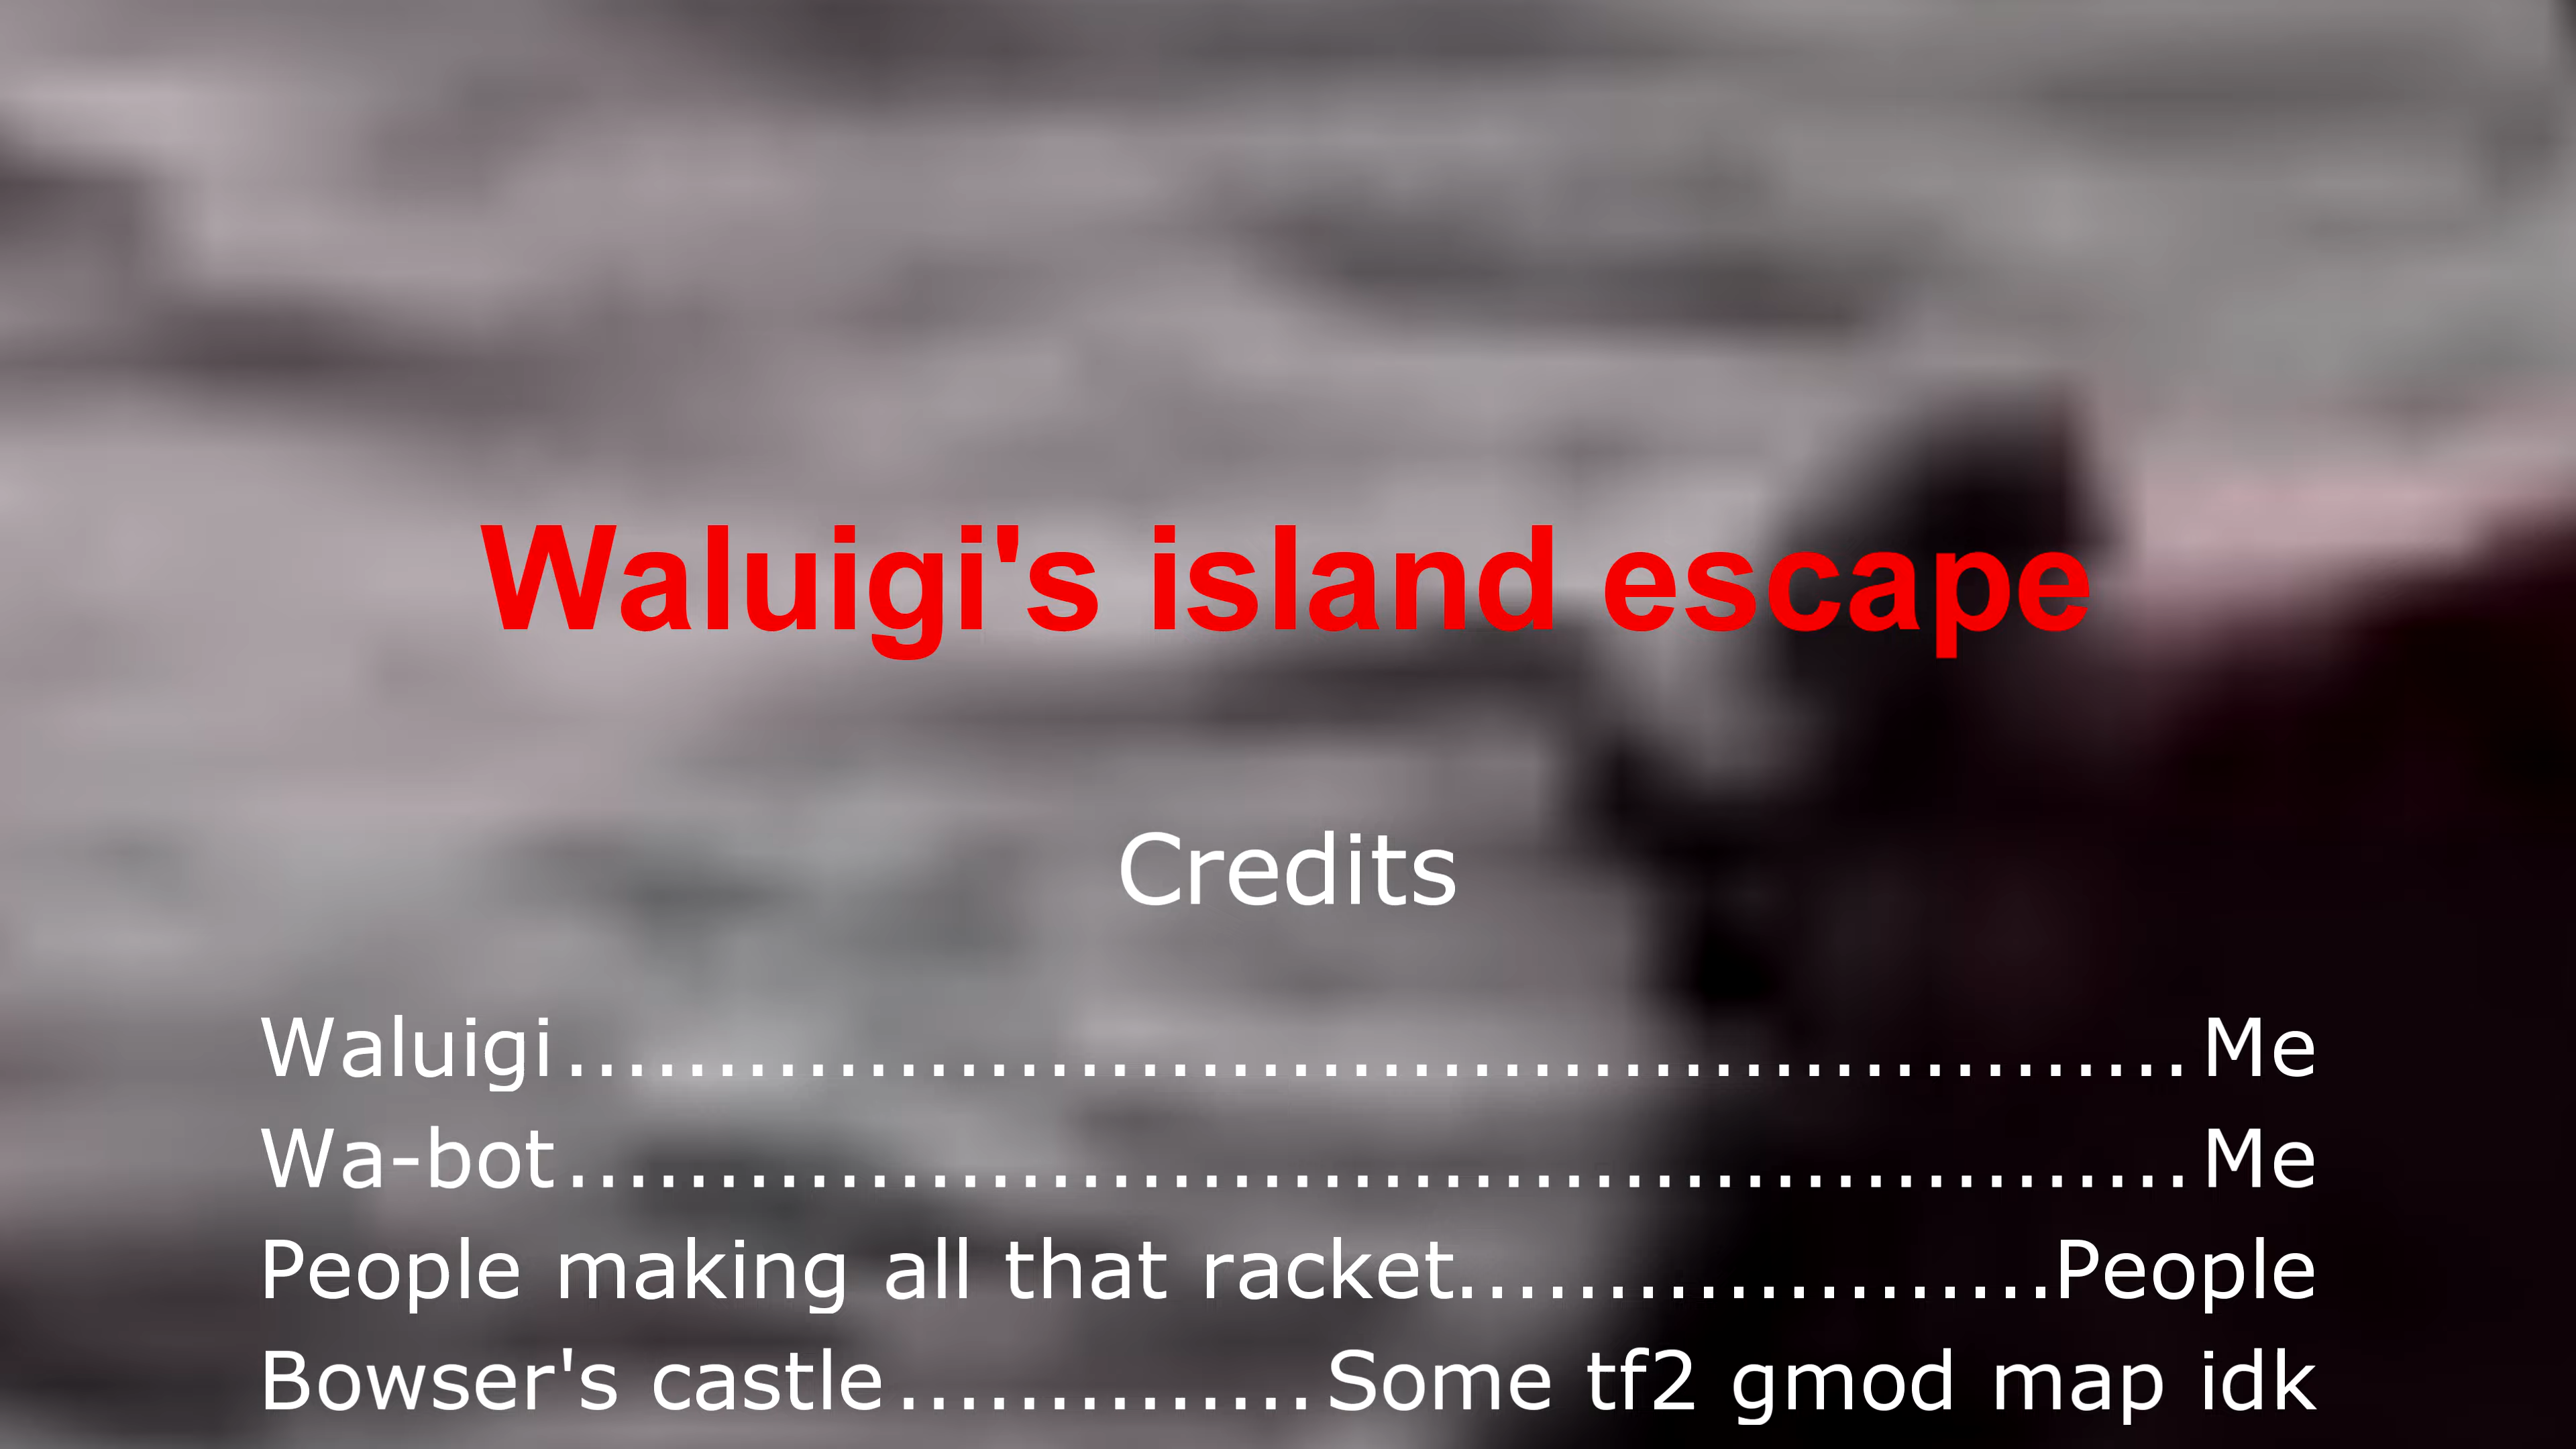 Waluigi's island escape
Credits
Waluigi......................................................Me
Wa-bot......................................................Me
People making all that racket....................People
Bowser's castle..............Some tf2 gmod map idk